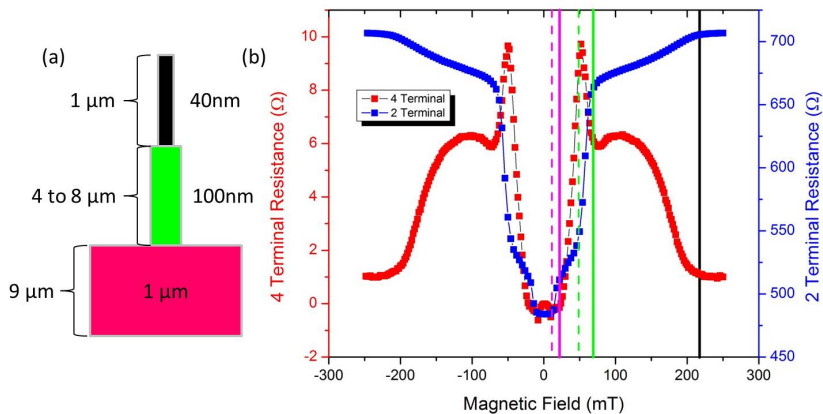 (a)
1 μm
40nm
4 to 8 μm
100nm
9 μm
1 μm
(b)
4 Terminal Resistance (Ω)
10
8
6
4
2
0
-2
4 Terminal
2 Terminal
-300
-200
-100
0
100
200
300
Magnetic Field (mT)
700
650
600
550
500
450
2 Terminal Resistance (Ω)